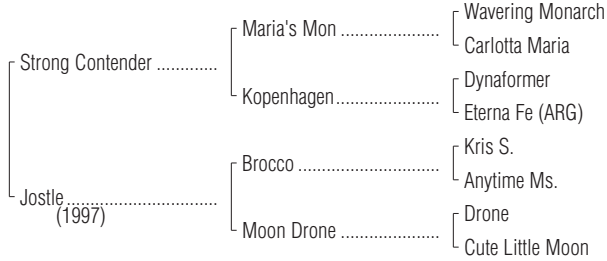 Wavering Monarch
Maria's Mon .....................
Carlotta Maria
Strong Contender .............
Dynaformer
Kopenhagen......................
Eterna Fe (ARG)
Kris S.
Brocco ..............................
Anytime Ms.
Jostle ................................
(1997)
Drone
Moon Drone .....................
Cute Little Moon